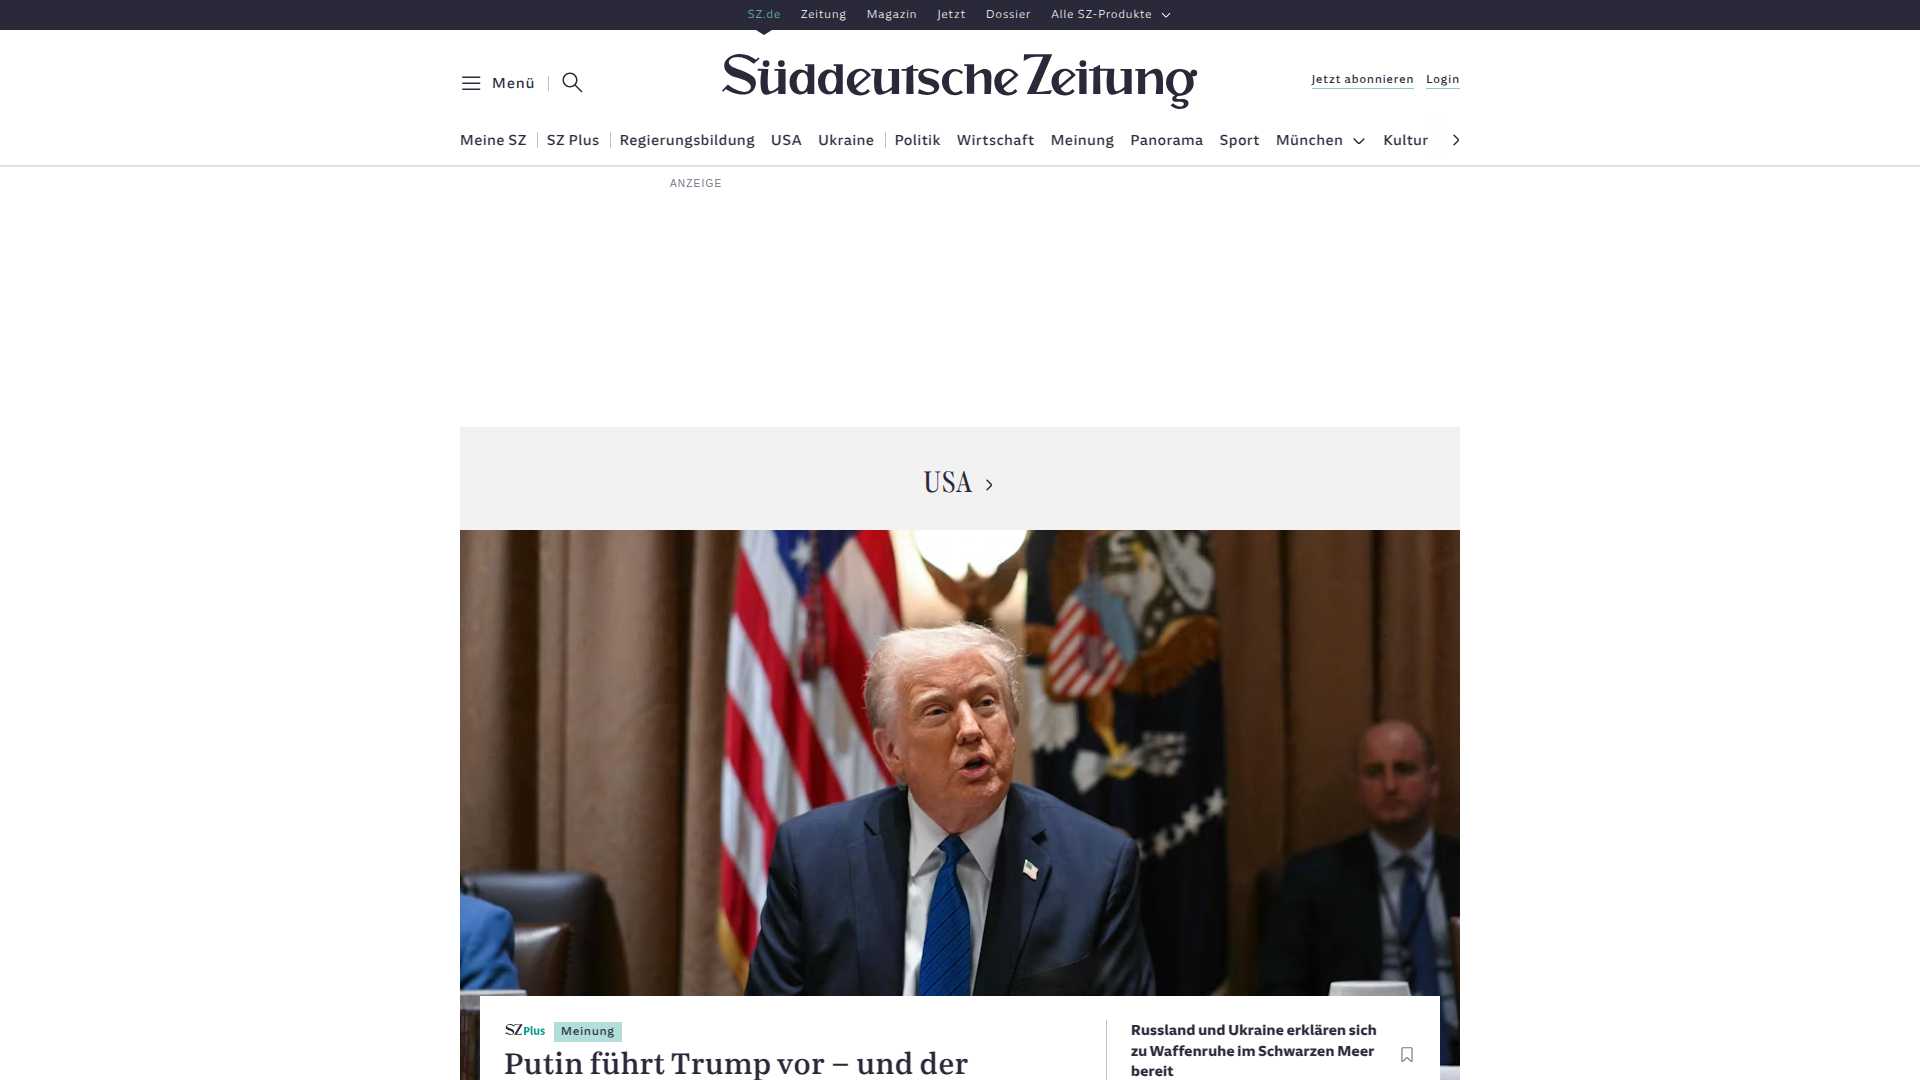 SZ.de Zeitung Magazin Jetzt Dossier Alle SZ-Produkte
Menü
Süddeutsche Zeitung
Jetzt abonnieren Login
Meine SZ SZ Plus Regierungsbildung USA Ukraine Politik Wirtschaft Meinung Panorama Sport München Kultur
ANZEIGE
USA
SZ Plus Meinung
Putin führt Trump vor – und der
Russland und Ukraine erklären sich
zu Waffenruhe im Schwarzen Meer
bereit